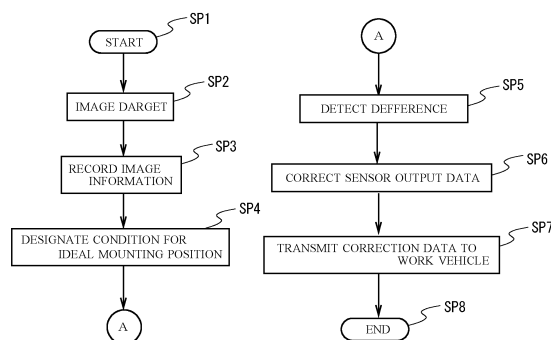 SP1
START
SP2
IMAGE DARGET
SP3
RECORD IMAGE
INFORMATION
SP4
DESIGNATE CONDITION FOR
IDEAL MOUNTING POSITION
A
A
SP5
DETECT DEFFERENCE
SP6
CORRECT SENSOR OUTPUT DATA
SP7
TRANSMIT CORRECTION DATA TO
WORK VEHICLE
SP8
END